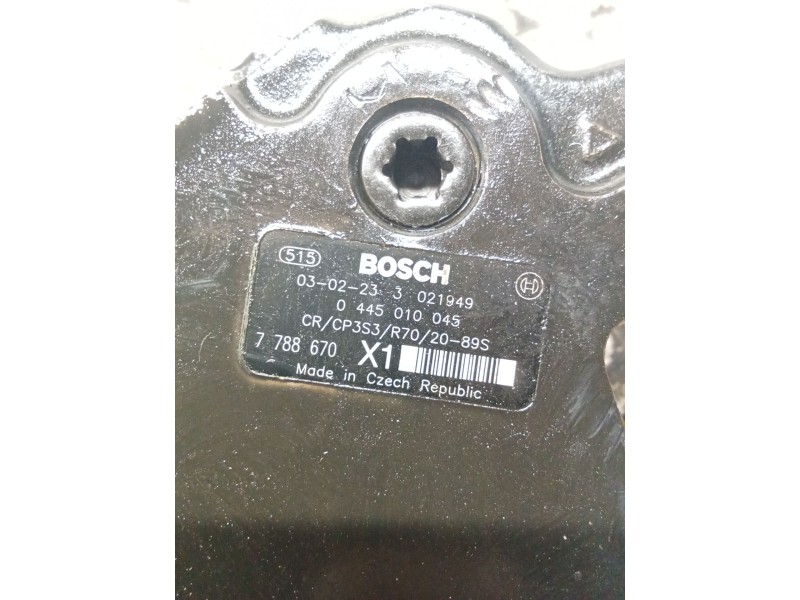 515 BOSCH
03-02-23 3 021949
0 445 010 045
CR/CP3S3/R70/20-89S
7 788 670 X1
Made in Czech Republic